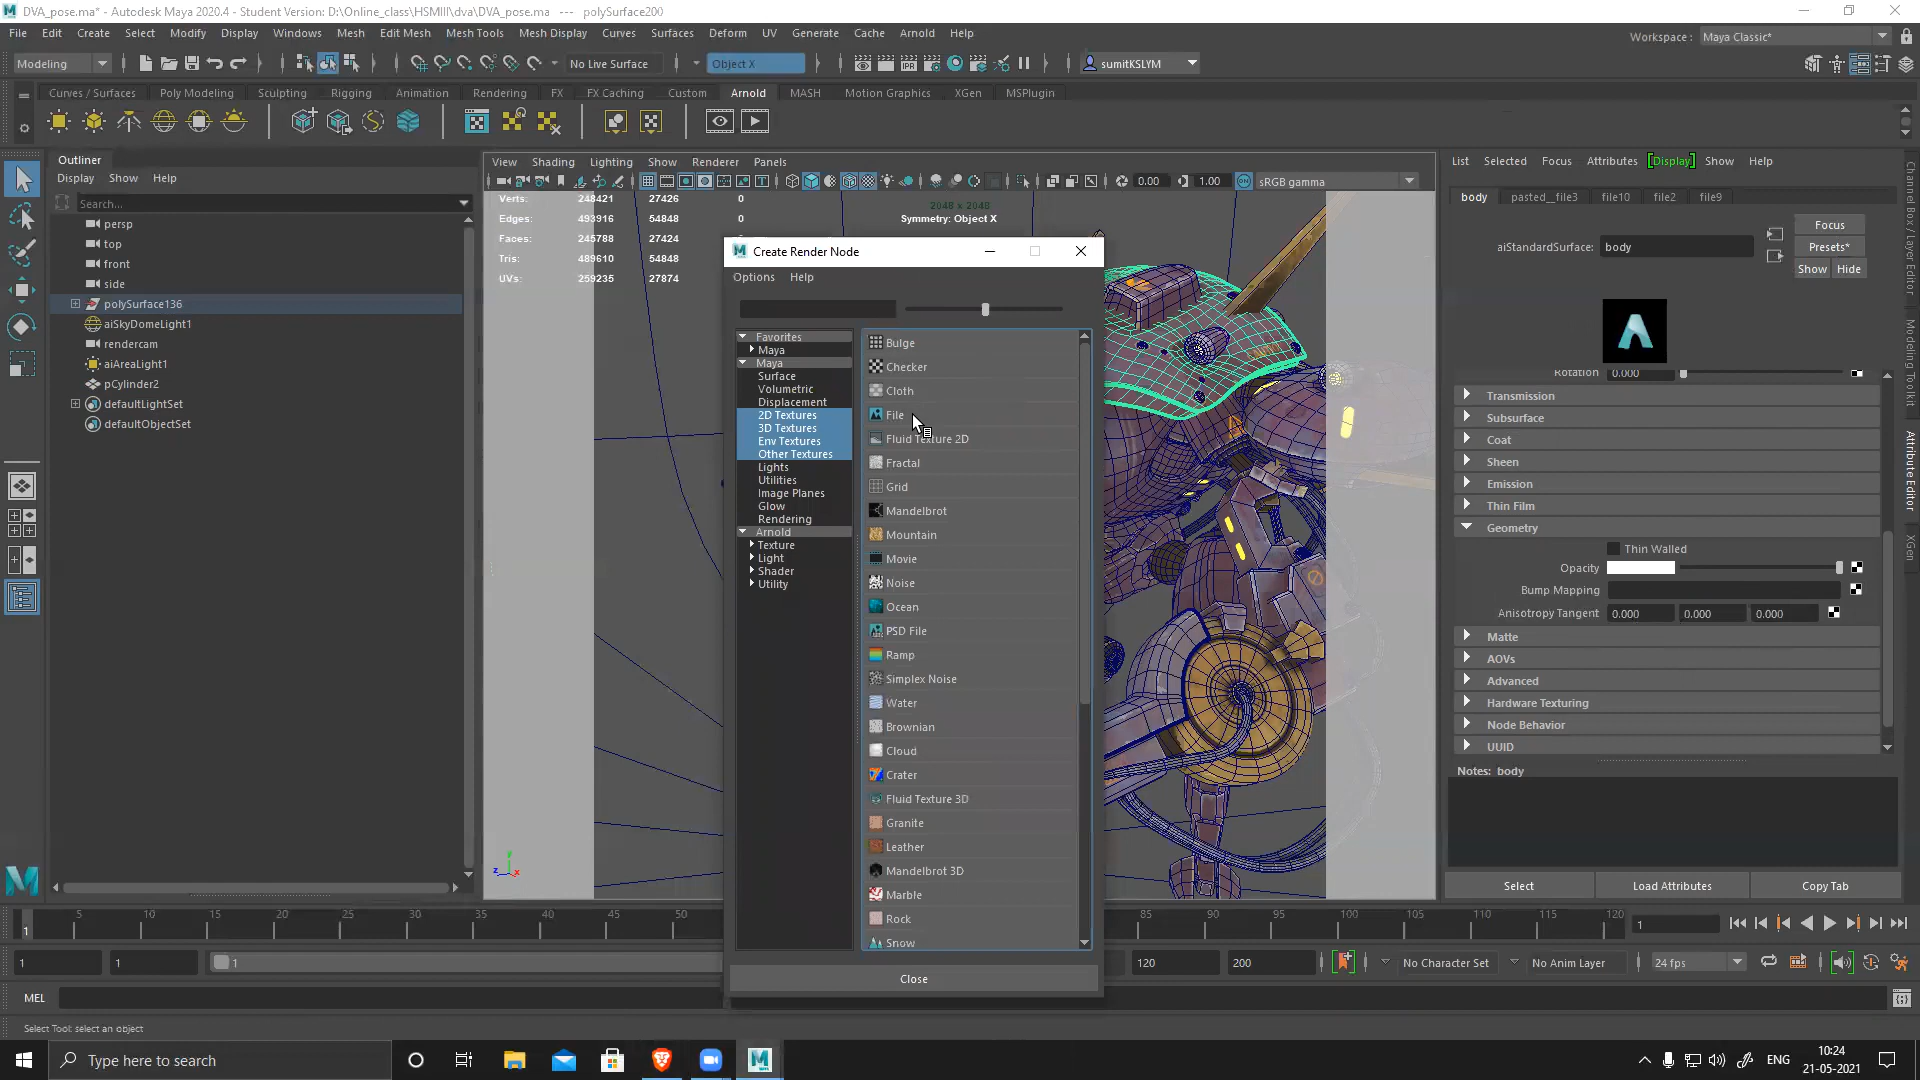 DVA_pose.ma* - Autodesk Maya 2020.4 - Student Version: D:\Online_class\HSMIII\dva\DVA_pose.ma --- polySurface200
File Edit Create Select Modify Display Windows Mesh Edit Mesh Mesh Tools Mesh Display Curves Surfaces Deform UV Generate Cache Arnold Help
Workspace : Maya Classic*
Modeling No Live Surface Object X sumitKSLYM
Curves / Surfaces Poly Modeling Sculpting Rigging Animation Rendering FX FX Caching Custom Arnold MASH Motion Graphics XGen MSPlugin
Outliner
Display Show Help
Search...
persp
top
front
side
polySurface136
aiSkyDomeLight1
rendercam
aiAreaLight1
pCylinder2
defaultLightSet
defaultObjectSet
View Shading Lighting Show Renderer Panels
0.00 1.00 sRGB gamma
Verts: 248421 27426 0
Edges: 493916 54848 0
Faces: 245788 27424 0
Tris: 489610 54848 0
UVs: 259235 27874 0
2048 x 2048
Symmetry: Object X
Create Render Node
Options Help
Favorites
Maya
Maya
Surface
Volumetric
Displacement
2D Textures
3D Textures
Env Textures
Other Textures
Lights
Utilities
Image Planes
Glow
Rendering
Arnold
Texture
Light
Shader
Utility
Bulge
Checker
Cloth
File
Fluid Texture 2D
Fractal
Grid
Mandelbrot
Mountain
Movie
Noise
Ocean
PSD File
Ramp
Simplex Noise
Water
Brownian
Cloud
Crater
Fluid Texture 3D
Granite
Leather
Mandelbrot 3D
Marble
Rock
Snow
Close
List Selected Focus Attributes [Display] Show Help
body pasted__file3 file10 file2 file9
Focus
aiStandardSurface: body Presets*
Show Hide
Rotation 0.000
Transmission
Subsurface
Coat
Sheen
Emission
Thin Film
Geometry
Thin Walled
Opacity
Bump Mapping
Anisotropy Tangent 0.000 0.000 0.000
Matte
AOVs
Advanced
Hardware Texturing
Node Behavior
UUID
Notes: body
Select Load Attributes Copy Tab
Channel Box / Layer Editor
Modeling Toolkit
Attribute Editor
XGen
z y x
5 10 15 20 25 30 35 40 45 50 85 90 95 100 105 110 115 120
1 1
1 1 1 120 200 No Character Set No Anim Layer 24 fps
MEL
Select Tool: select an object
Type here to search
ENG
10:24
21-05-2021